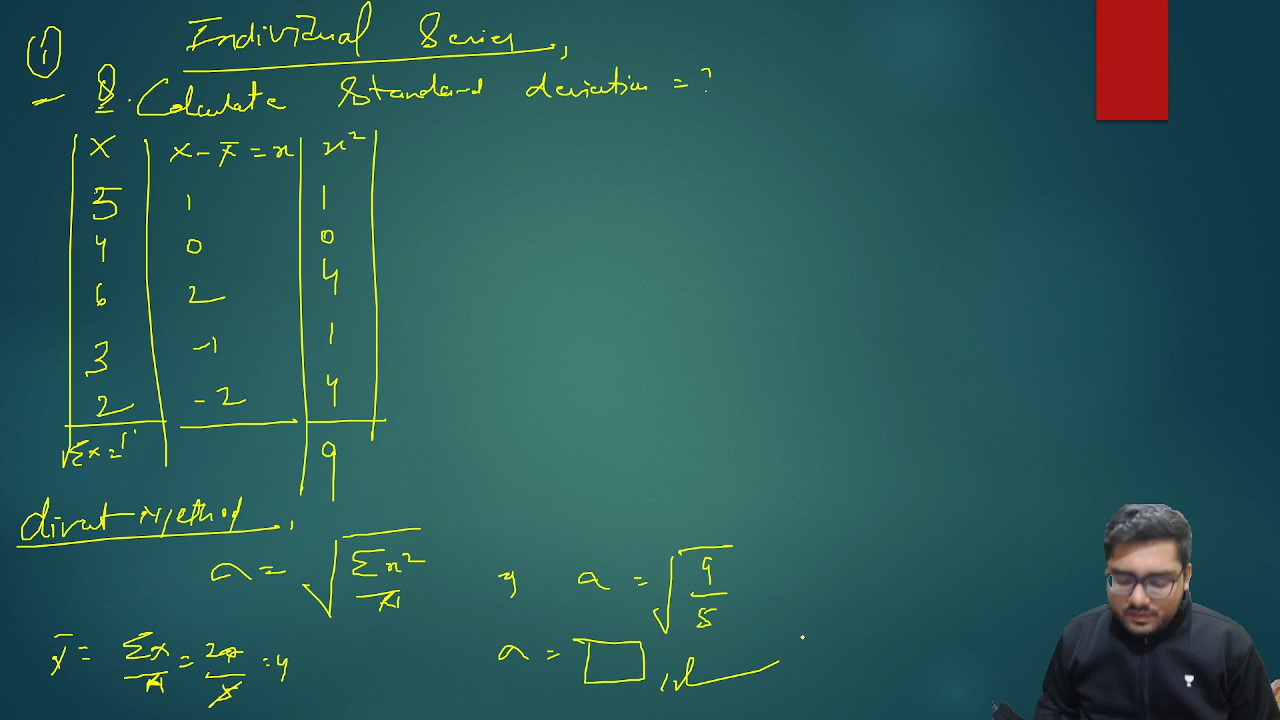 ①
Individual Series,
Q. Calculate Standard deviation = ?
X | X - X̄ = x | x²
5 | 1 | 1
4 | 0 | 0
6 | 2 | 4
3 | -1 | 1
2 | -2 | 4
Σx = | | 9
direct Method,
σ = √(Σx²/N) ⇒ σ = √(9/5)
X̄ = Σx/N = 20/5 = 4
σ =